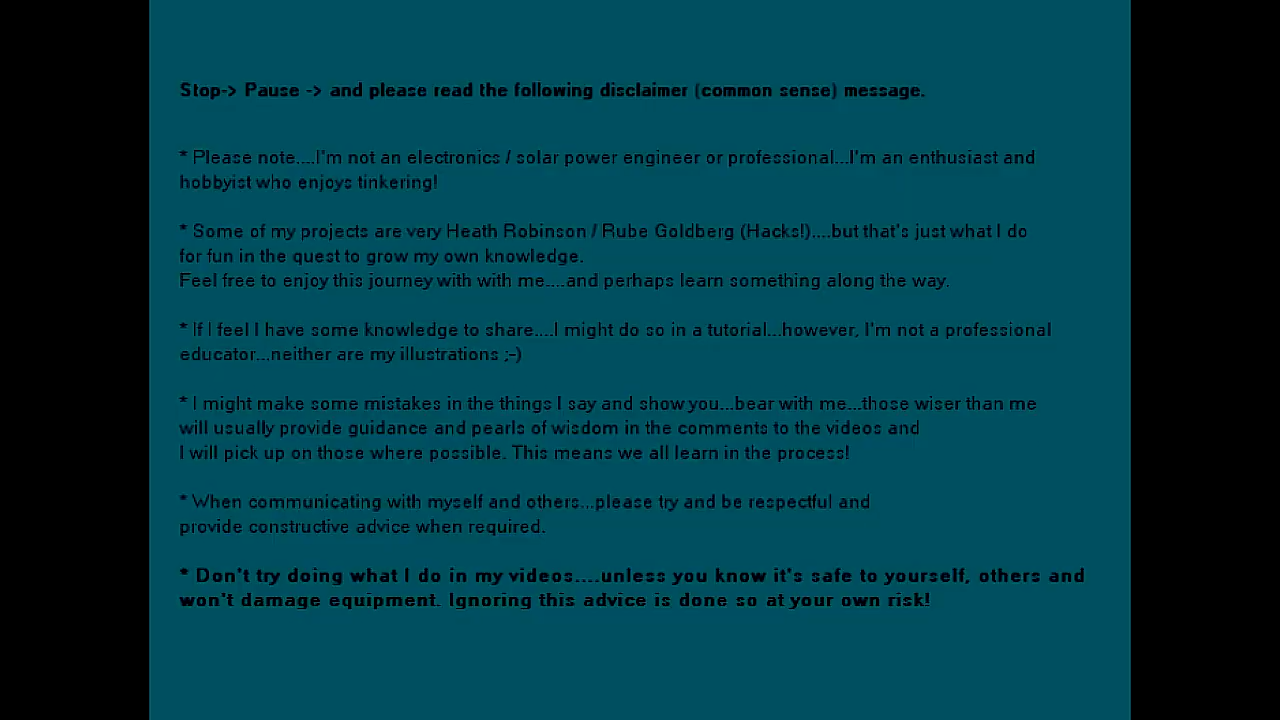 Stop-> Pause -> and please read the following disclaimer (common sense) message.
* Please note....I'm not an electronics / solar power engineer or professional...I'm an enthusiast and
hobbyist who enjoys tinkering!
* Some of my projects are very Heath Robinson / Rube Goldberg (Hacks!)....but that's just what I do
for fun in the quest to grow my own knowledge.
Feel free to enjoy this journey with with me....and perhaps learn something along the way.
* If I feel I have some knowledge to share....I might do so in a tutorial...however, I'm not a professional
educator...neither are my illustrations ;-)
* I might make some mistakes in the things I say and show you...bear with me...those wiser than me
will usually provide guidance and pearls of wisdom in the comments to the videos and
I will pick up on those where possible. This means we all learn in the process!
* When communicating with myself and others...please try and be respectful and
provide constructive advice when required.
* Don't try doing what I do in my videos....unless you know it's safe to yourself, others and
won't damage equipment. Ignoring this advice is done so at your own risk!